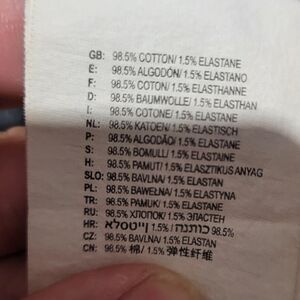 GB: 98.5% COTTON/ 1.5% ELASTANE
E: 98.5% ALGODÓN/ 1.5% ELASTANO
F: 98.5% COTON/ 1.5% ELASTHANNE
D: 98.5% BAUMWOLLE/ 1.5% ELASTHAN
I: 98.5% COTONE/ 1.5% ELASTAN
NL: 98.5% KATOEN/ 1.5% ELASTISCH
P: 98.5% ALGODÃO/ 1.5% ELASTANE
S: 98.5% BOMULL/ 1.5% ELASTAINE
H: 98.5% PAMUT/ 1.5% ELASZTIKUS ANYAG
SLO: 98.5% BAVLNA/ 1.5% ELASTAN
PL: 98.5% BAWEŁNA/ 1.5% ELASTYNA
TR: 98.5% PAMUK/ 1.5% ELASTANE
RU: 98.5% ХЛОПОК/ 1.5% ЭЛАСТЕН
HR: 98.5% כותנה/ 1.5% אלסטיין
CZ: 98.5% BAVLNA/ 1.5% ELASTAN
CN: 98.5% 棉/ 1.5% 弹性纤维